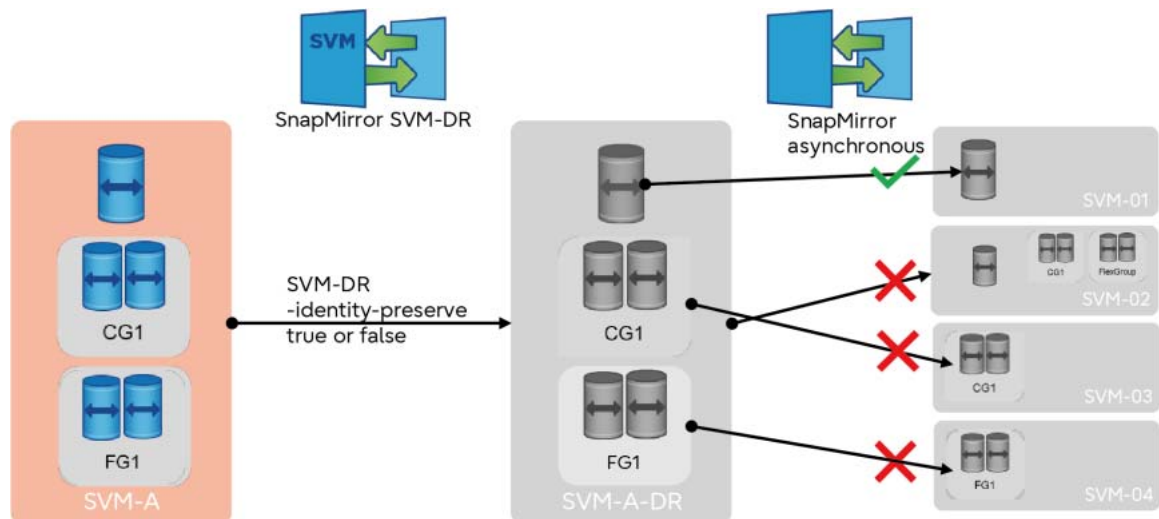 SVM
SnapMirror SVM-DR
SnapMirror
asynchronous
SVM-DR
-identity-preserve
true or false
CG1
FG1
SVM-A
CG1
FG1
SVM-A-DR
SVM-01
CG1
FlexGroup
SVM-02
CG1
SVM-03
FG1
SVM-04